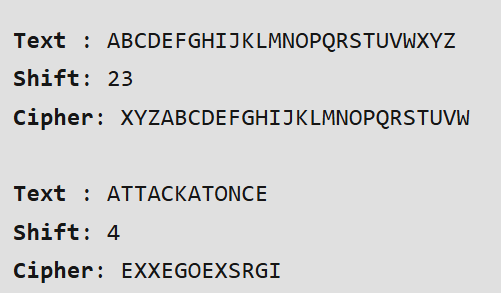 Text : ABCDEFGHIJKLMNOPQRSTUVWXYZ
Shift: 23
Cipher: XYZABCDEFGHIJKLMNOPQRSTUVW
Text : ATTACKATONCE
Shift: 4
Cipher: EXXEGOEXSRGI